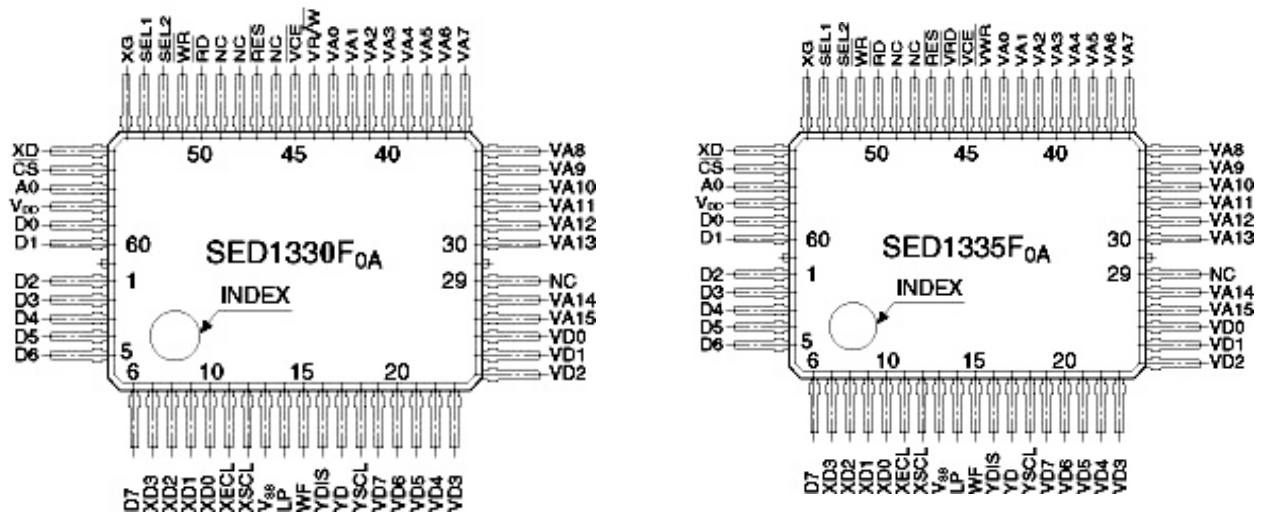 XG SEL1 SEL2 WR RD NC NC RES NC VCE VR/W VA0 VA1 VA2 VA3 VA4 VA5 VA6 VA7
50 45 40
XD
CS
A0
VDD
D0
D1
60
1
D2
D3
D4
D5
D6
5
SED1330F0A
INDEX
VA8
VA9
VA10
VA11
VA12
VA13
30
29
NC
VA14
VA15
VD0
VD1
VD2
6 10 15 20
D7 XD3 XD2 XD1 XD0 XECL XSCL VSS LP WF YDIS YD YSCL VD7 VD6 VD5 VD4 VD3
XG SEL1 SEL2 WR RD NC NC RES VRD VCE VWR VA0 VA1 VA2 VA3 VA4 VA5 VA6 VA7
50 45 40
XD
CS
A0
VDD
D0
D1
60
1
D2
D3
D4
D5
D6
5
SED1335F0A
INDEX
VA8
VA9
VA10
VA11
VA12
VA13
30
29
NC
VA14
VA15
VD0
VD1
VD2
6 10 15 20
D7 XD3 XD2 XD1 XD0 XECL XSCL VSS LP WF YDIS YD YSCL VD7 VD6 VD5 VD4 VD3